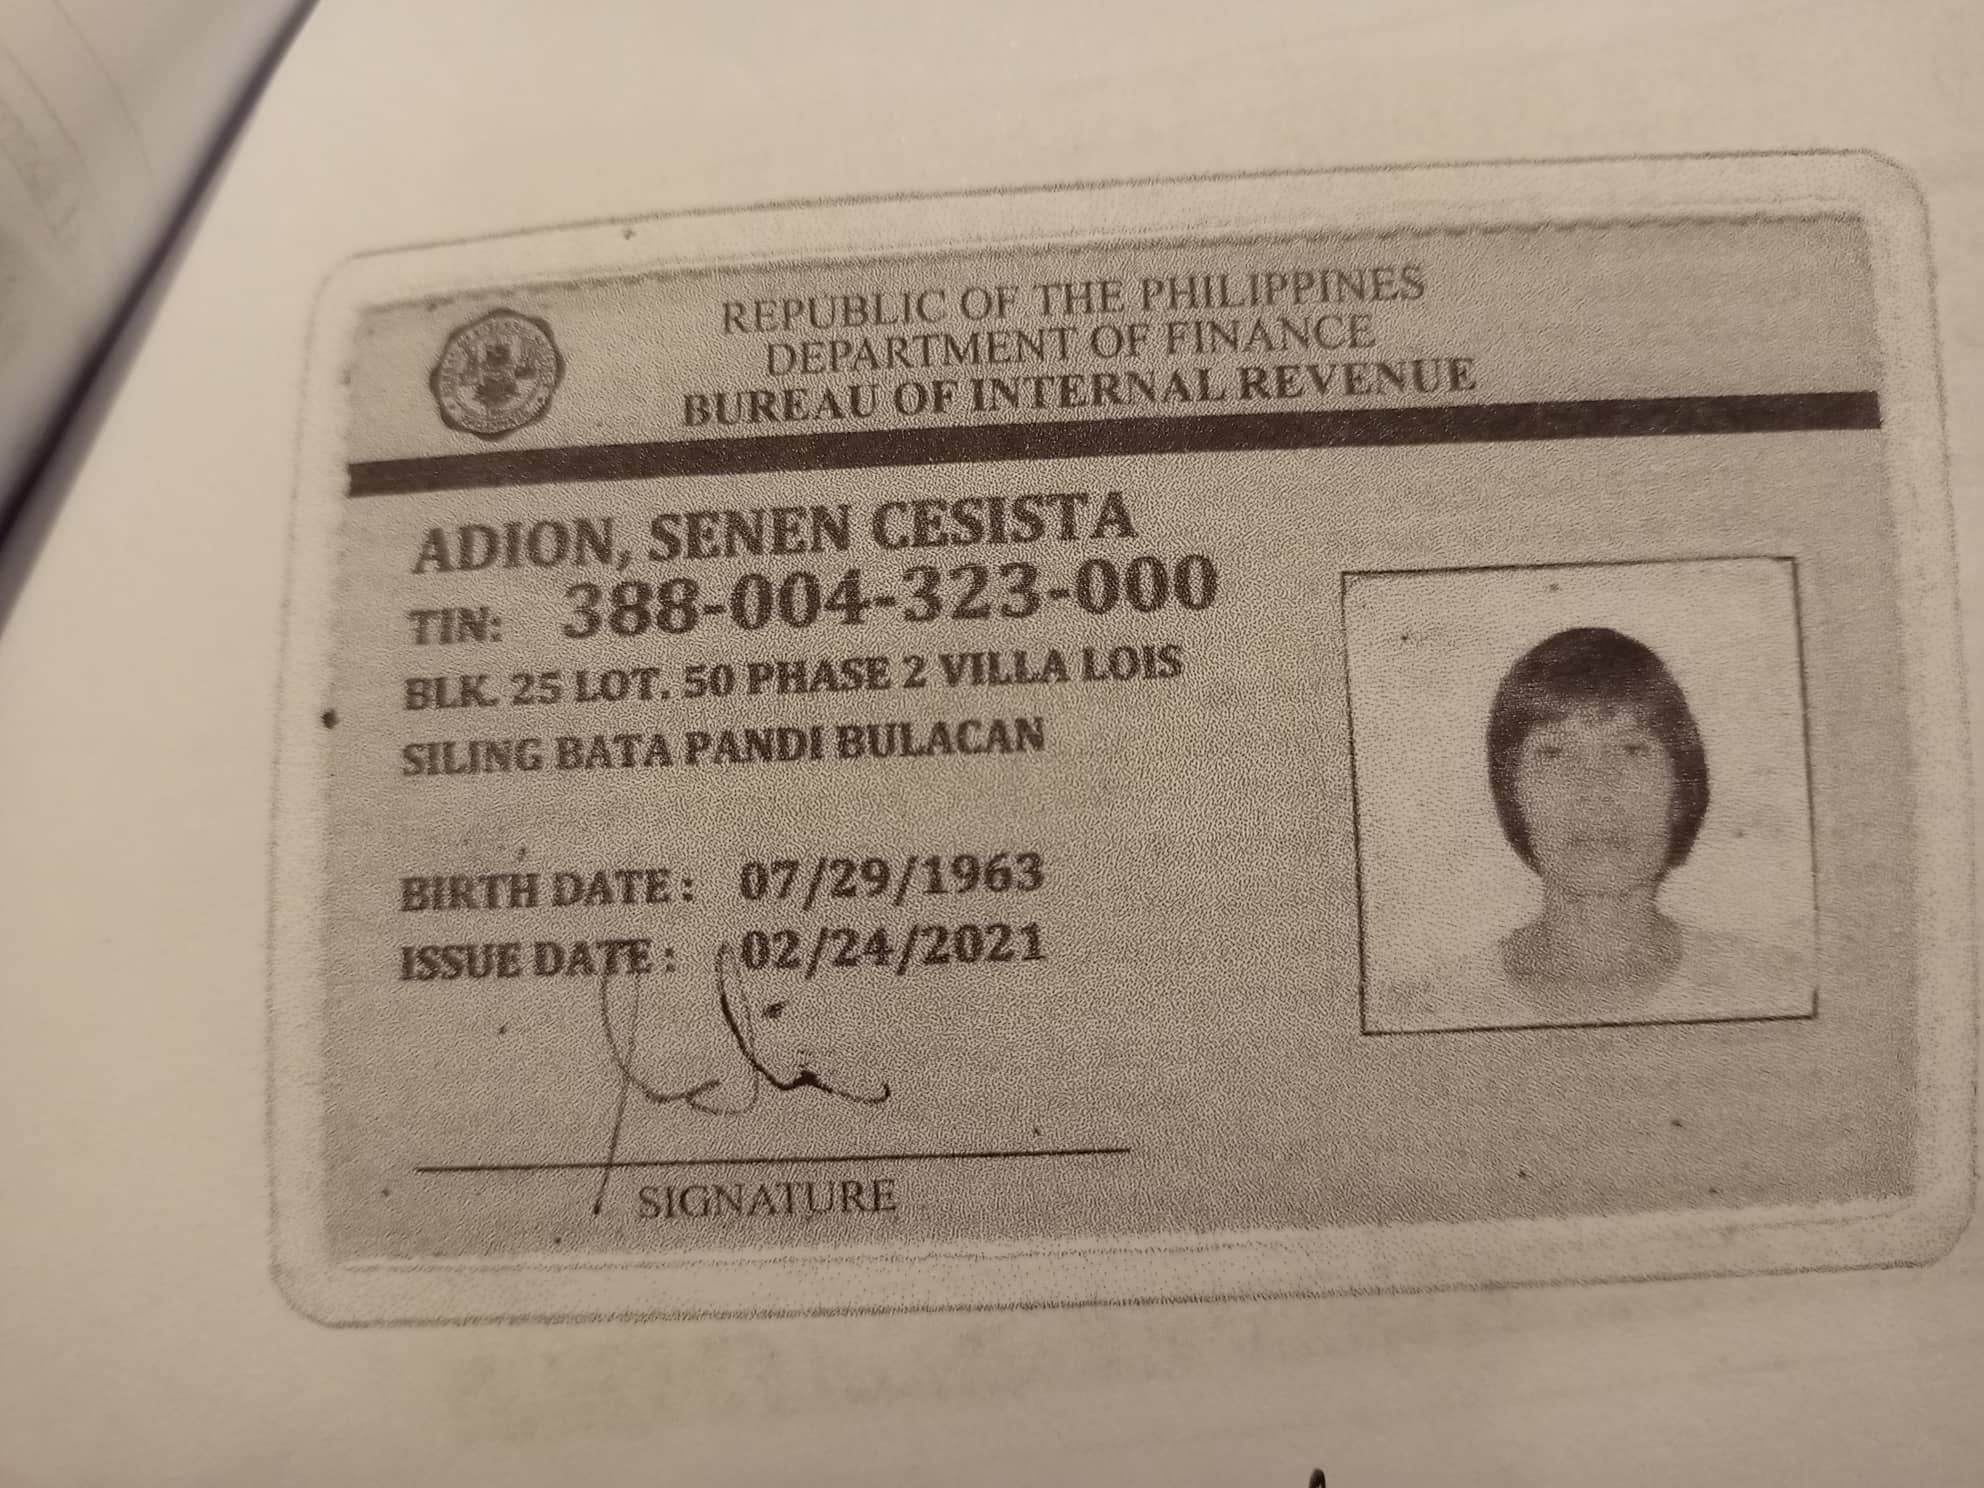 REPUBLIC OF THE PHILIPPINES
DEPARTMENT OF FINANCE
BUREAU OF INTERNAL REVENUE
ADION, SENEN CESISTA
TIN: 388-004-323-000
BLK. 25 LOT. 50 PHASE 2 VILLA LOIS
SILING BATA PANDI BULACAN
BIRTH DATE : 07/29/1963
ISSUE DATE : 02/24/2021
SIGNATURE